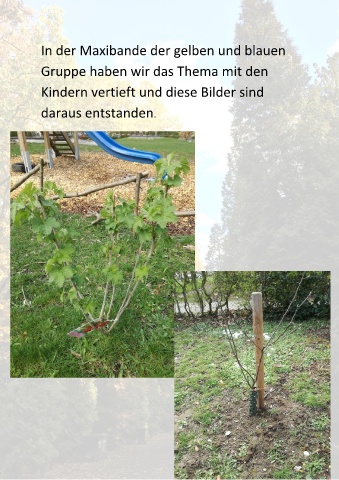 In der Maxibande der gelben und blauen
Gruppe haben wir das Thema mit den
Kindern vertieft und diese Bilder sind
daraus entstanden.